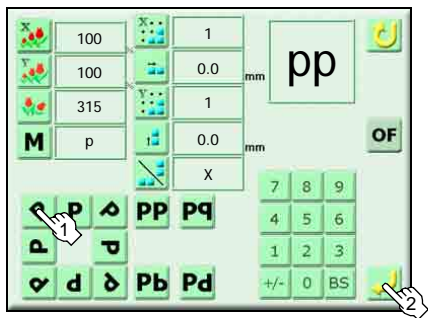 X 100 % X 1 pp
Y 100 % 0.0 mm
315 Y 1
M p 0.0 mm OF
X
7 8 9
P P P PP Pq 4 5 6
1
P P 1 2 3
P P P Pb Pd +/- 0 BS
2